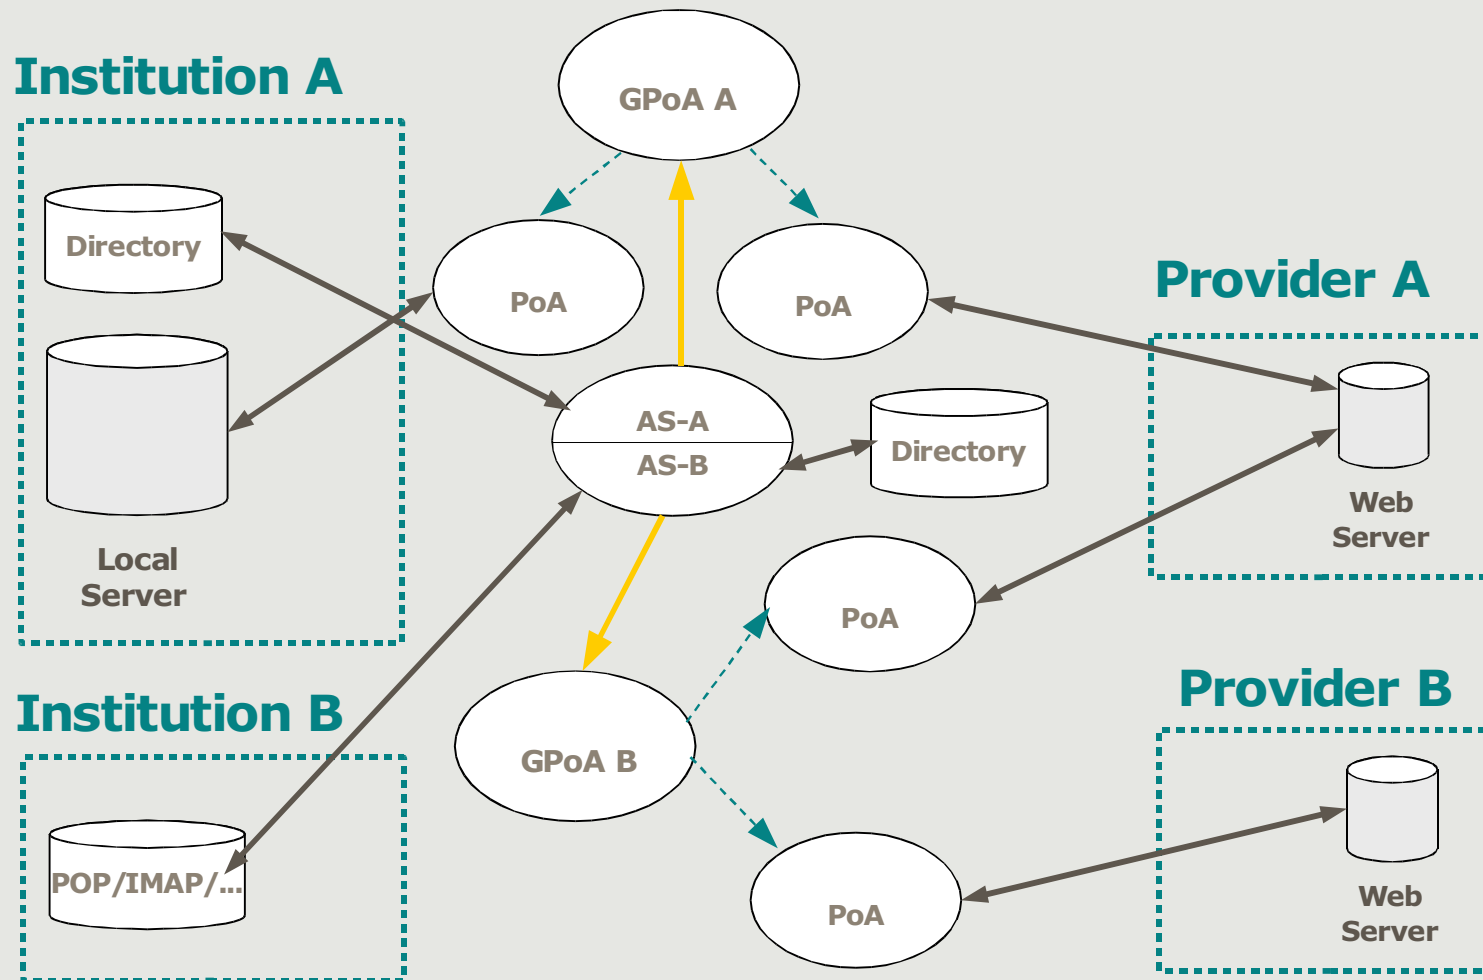 GPoA A
Institution A
Directory
PoA
PoA
Provider A
AS-A
AS-B
Directory
Web
Server
Local
Server
PoA
Institution B
Provider B
GPoA B
POP/IMAP/...
PoA
Web
Server